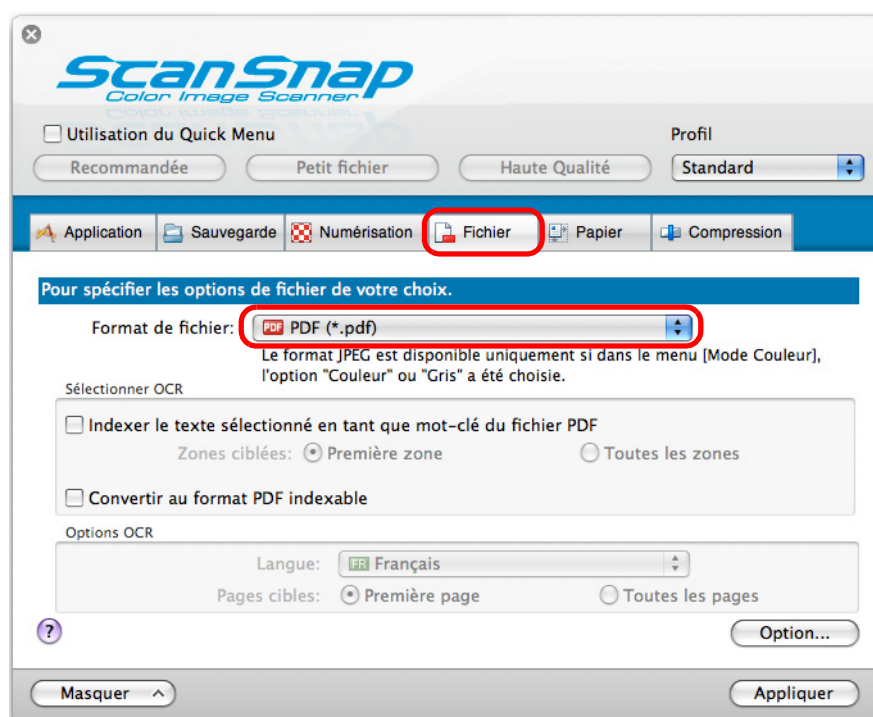 ScanSnap
Color Image Scanner
Utilisation du Quick Menu
Profil
Recommandée Petit fichier Haute Qualité Standard
Application Sauvegarde Numérisation Fichier Papier Compression
Pour spécifier les options de fichier de votre choix.
Format de fichier: PDF PDF (*.pdf)
Le format JPEG est disponible uniquement si dans le menu [Mode Couleur],
l'option "Couleur" ou "Gris" a été choisie.
Sélectionner OCR
Indexer le texte sélectionné en tant que mot-clé du fichier PDF
Zones ciblées: Première zone Toutes les zones
Convertir au format PDF indexable
Options OCR
Langue: FR Français
Pages cibles: Première page Toutes les pages
? Option...
Masquer Appliquer